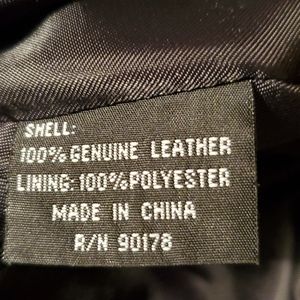 SHELL:
100% GENUINE LEATHER
LINING: 100% POLYESTER
MADE IN CHINA
R/N 90178